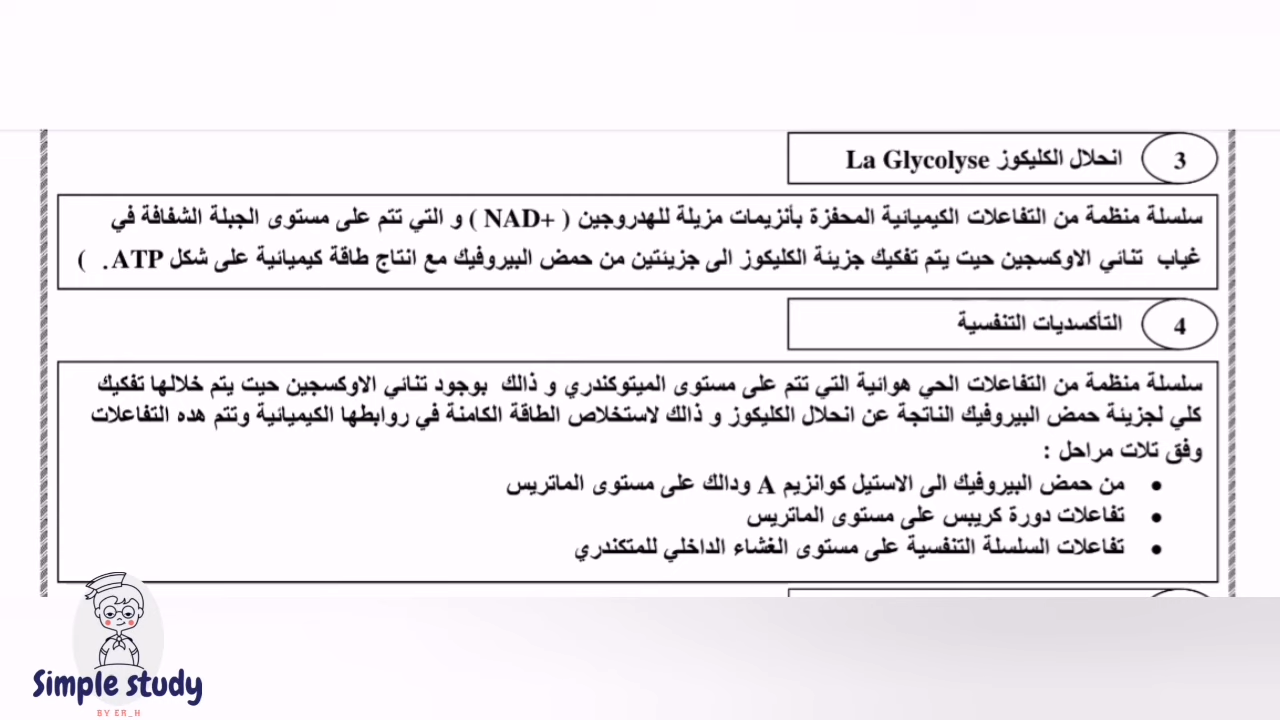 3 انحلال الكليكوز La Glycolyse
سلسلة منظمة من التفاعلات الكيميائية المحفزة بأنزيمات مزيلة للهدروجين ( NAD+ ) و التي تتم على مستوى الجبلة الشفافة في
غياب تنائي الاوكسجين حيت يتم تفكيك جزيئة الكليكوز الى جزيئتين من حمض البيروفيك مع انتاج طاقة كيميائية على شكل ATP. )
4 التأكسديات التنفسية
سلسلة منظمة من التفاعلات الحي هوائية التي تتم على مستوى الميتوكندري و ذالك بوجود تنائي الاوكسجين حيت يتم خلالها تفكيك
كلي لجزيئة حمض البيروفيك الناتجة عن انحلال الكليكوز و ذالك لاستخلاص الطاقة الكامنة في روابطها الكيميائية وتتم هده التفاعلات
وفق تلات مراحل :
• من حمض البيروفيك الى الاستيل كوانزيم A ودالك على مستوى الماتريس
• تفاعلات دورة كريبس على مستوى الماتريس
• تفاعلات السلسلة التنفسية على مستوى الغشاء الداخلي للمتكندري
Simple study
BY ER_H